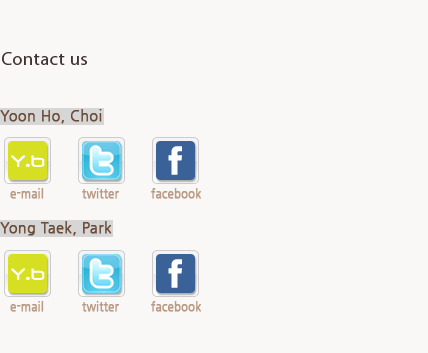 Contact us
Yoon Ho, Choi
Y.b t f
e-mail twitter facebook
Yong Taek, Park
Y.b t f
e-mail twitter facebook